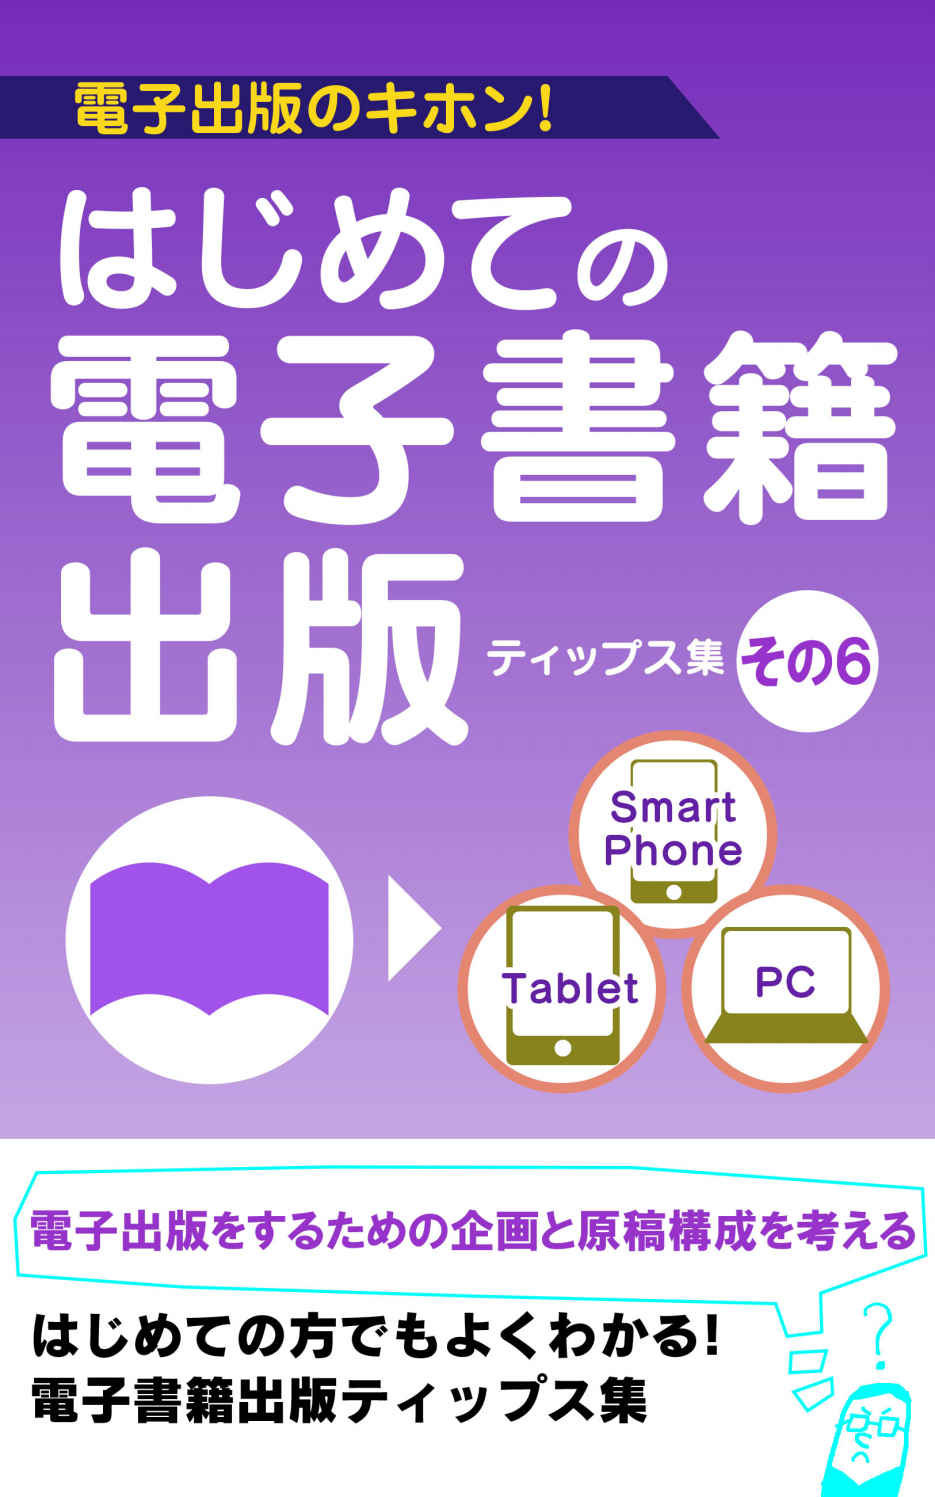 電子出版のキホン!
はじめての
電子書籍
出版
ティップス集
その6
Smart
Phone
Tablet
PC
電子出版をするための企画と原稿構成を考える
?
はじめての方でもよくわかる!
電子書籍出版ティップス集